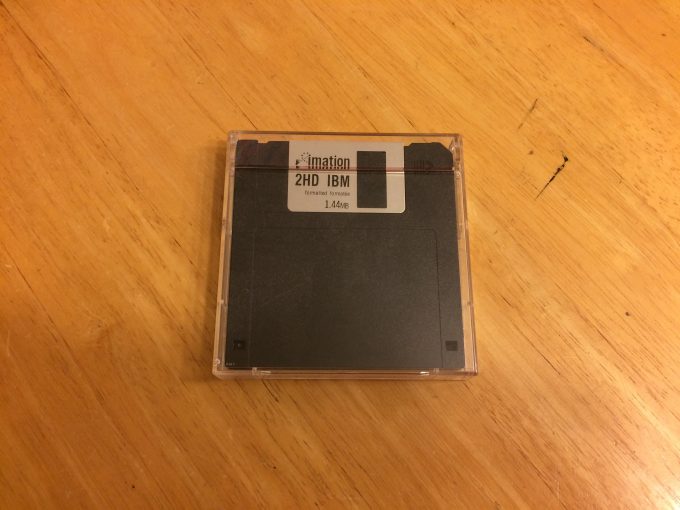 imation
2HD IBM
formatted formatée
1.44MB